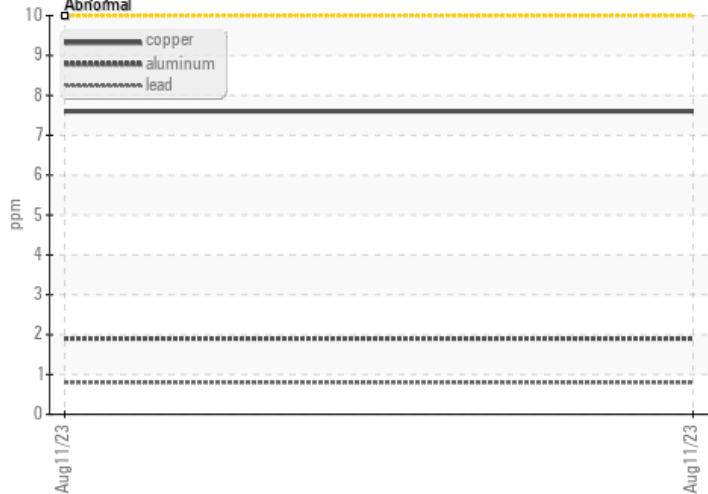 Abnormal
10
9
8
7
6
5
4
3
2
1
0
copper
aluminum
lead
ppm
Aug11/23
Aug11/23